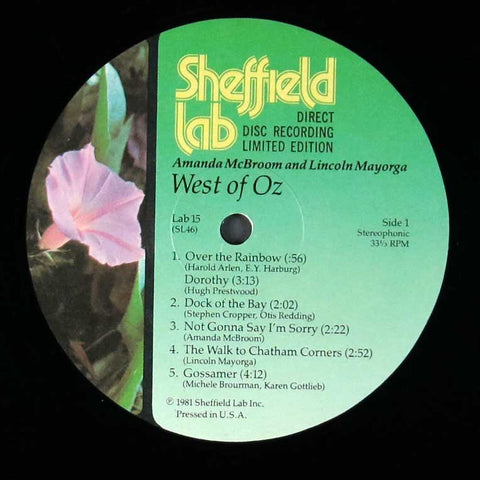 Sheffield
lab
DIRECT
DISC RECORDING
LIMITED EDITION
Amanda McBroom and Lincoln Mayorga
West of Oz
Lab 15
(SL46)
Side 1
Stereophonic
33⅓ RPM
1. Over the Rainbow (:56)
(Harold Arlen, E.Y. Harburg)
Dorothy (3:13)
(Hugh Prestwood)
2. Dock of the Bay (2:02)
(Stephen Cropper, Otis Redding)
3. Not Gonna Say I'm Sorry (2:22)
(Amanda McBroom)
4. The Walk to Chatham Corners (2:52)
(Lincoln Mayorga)
5. Gossamer (4:12)
(Michele Brourman, Karen Gottlieb)
℗ 1981 Sheffield Lab Inc.
Pressed in U.S.A.